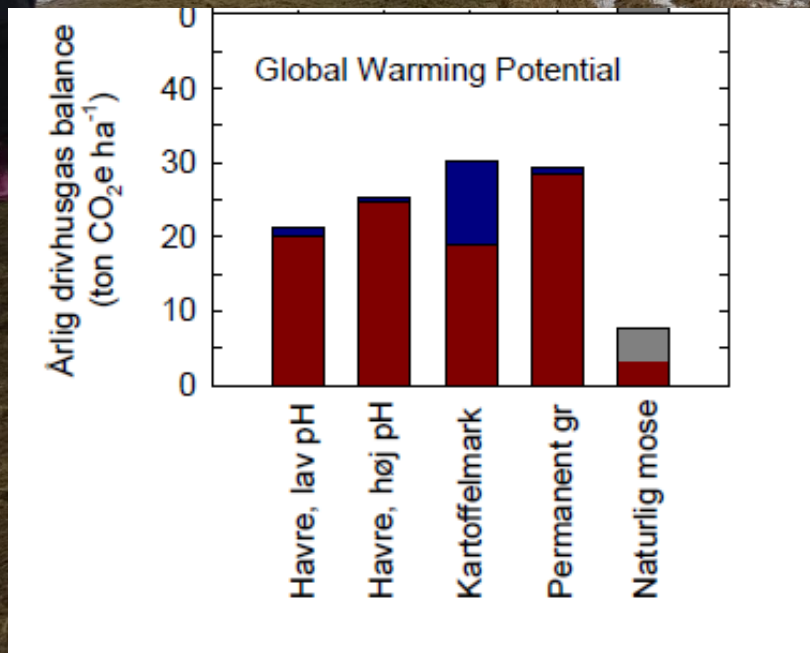 Årlig drivhusgas balance
(ton CO₂e ha⁻¹)
0
Global Warming Potential
40
30
20
10
0
Havre, lav pH
Havre, høj pH
Kartoffelmark
Permanent gr
Naturlig mose